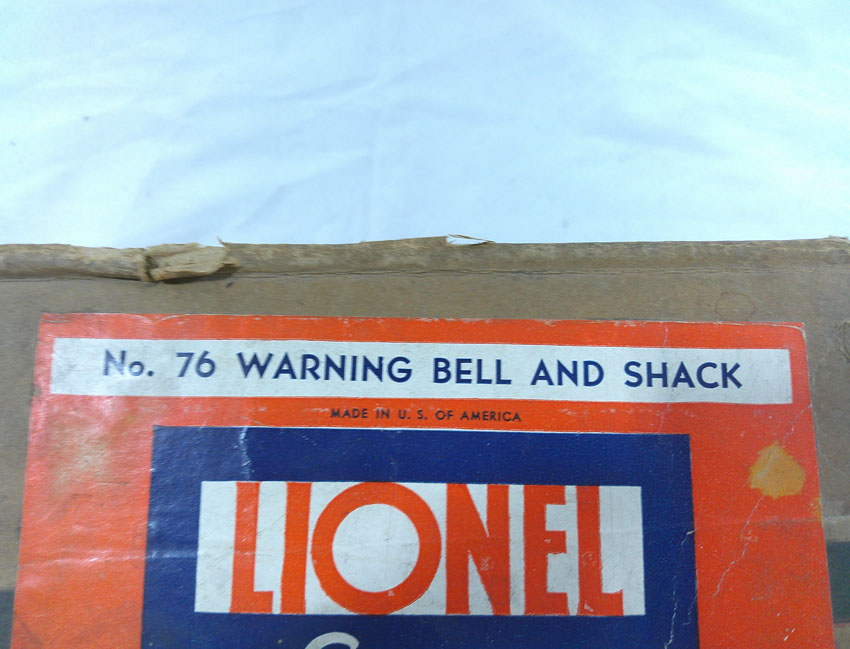 No. 76 WARNING BELL AND SHACK
MADE IN U. S. OF AMERICA
LIONEL